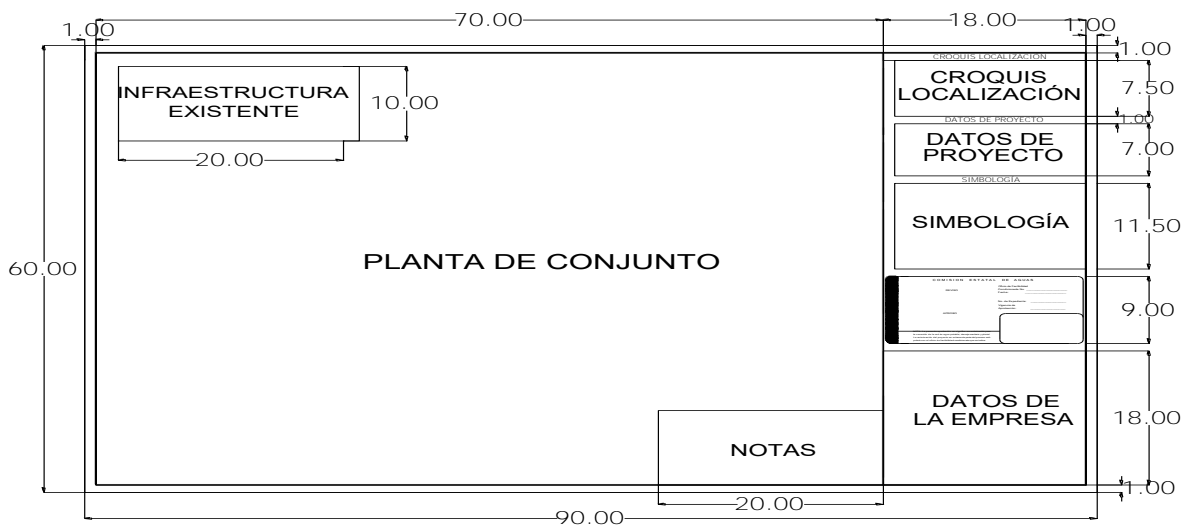 70.00
18.00
1.00
1.00
1.00
CROQUIS LOCALIZACIÓN
INFRAESTRUCTURA
EXISTENTE
10.00
20.00
CROQUIS
LOCALIZACIÓN
7.50
1.00
DATOS DE PROYECTO
DATOS DE
PROYECTO
7.00
SIMBOLOGÍA
SIMBOLOGÍA
11.50
PLANTA DE CONJUNTO
60.00
COMISION ESTATAL DE AGUAS
9.00
DATOS DE
LA EMPRESA
18.00
NOTAS
20.00
1.00
90.00